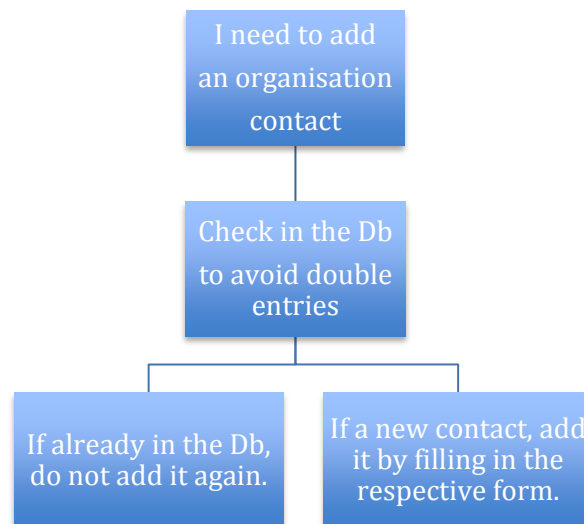 I need to add
an organisation
contact
Check in the Db
to avoid double
entries
If already in the Db,
do not add it again.
If a new contact, add
it by filling in the
respective form.